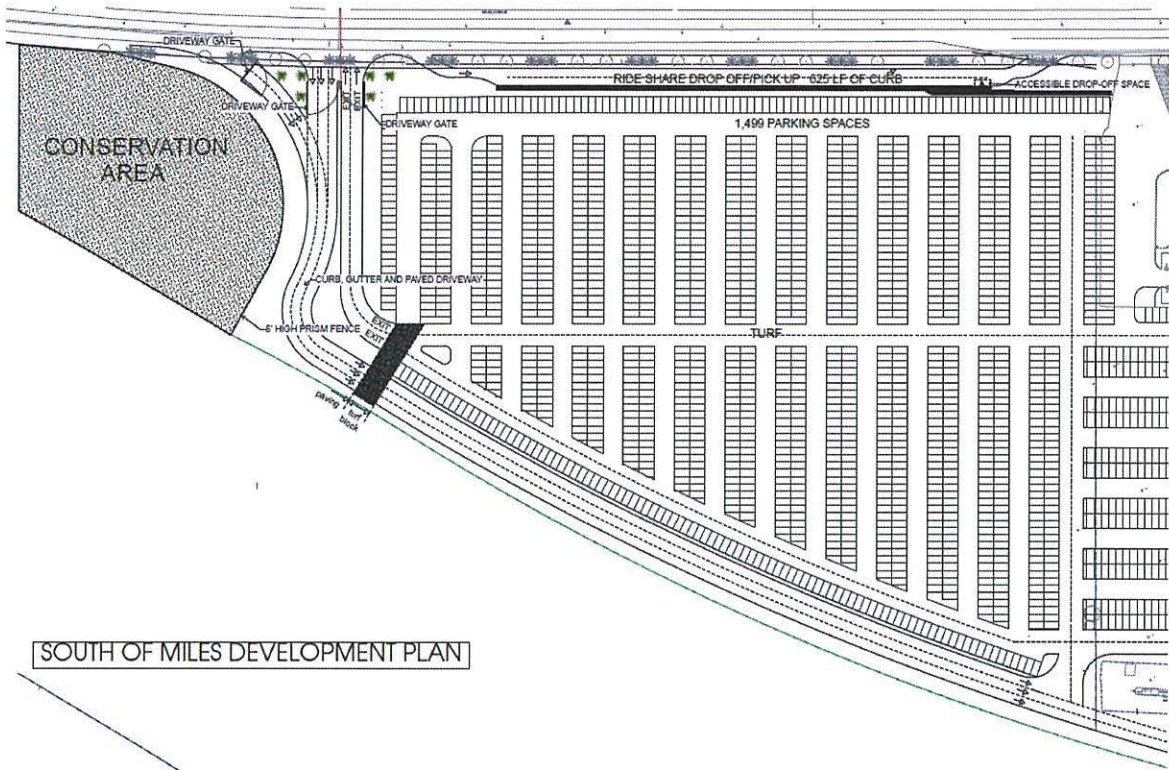 DRIVEWAY GATE
RIDE SHARE DROP OFF/PICK UP - 625 LF OF CURB
ACCESSIBLE DROP-OFF SPACE
DRIVEWAY GATE
EXIT
EXIT
DRIVEWAY GATE
1,499 PARKING SPACES
CONSERVATION
AREA
CURB, GUTTER AND PAVED DRIVEWAY
6' HIGH PRISM FENCE
EXIT
EXIT
TURF
paving
turf
block
SOUTH OF MILES DEVELOPMENT PLAN